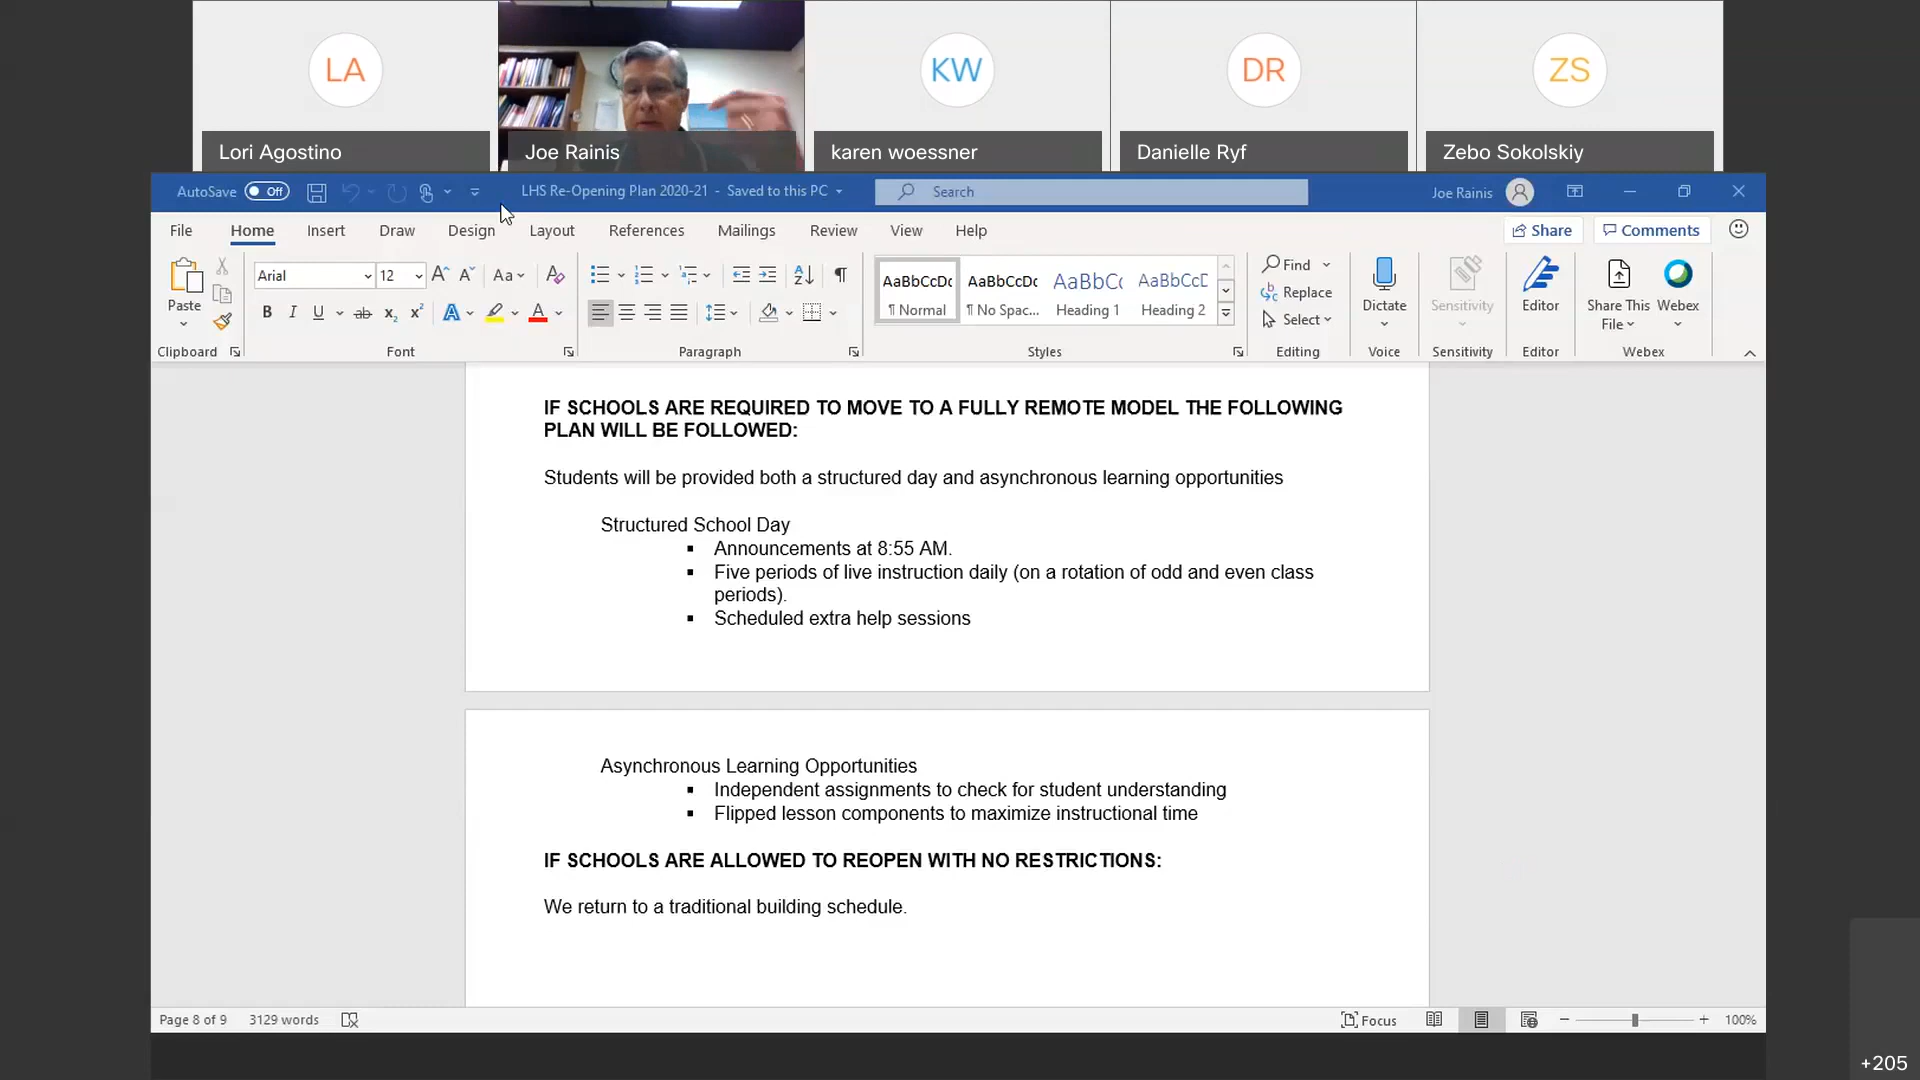 LA
KW
DR
ZS
Lori Agostino
Joe Rainis
karen woessner
Danielle Ryf
Zebo Sokolskiy
AutoSave Off
LHS Re-Opening Plan 2020-21 - Saved to this PC
Search
Joe Rainis
File Home Insert Draw Design Layout References Mailings Review View Help
Share
Comments
Paste
Clipboard
Arial 12
Aa
B I U ab x₂ x²
Font
Paragraph
AaBbCcDc AaBbCcDc AaBbCc AaBbCcD
¶ Normal ¶ No Spac... Heading 1 Heading 2
Styles
Find
Replace
Select
Editing
Dictate
Voice
Sensitivity
Sensitivity
Editor
Editor
Share This File
Webex
Webex
IF SCHOOLS ARE REQUIRED TO MOVE TO A FULLY REMOTE MODEL THE FOLLOWING
PLAN WILL BE FOLLOWED:
Students will be provided both a structured day and asynchronous learning opportunities
Structured School Day
▪ Announcements at 8:55 AM.
▪ Five periods of live instruction daily (on a rotation of odd and even class
periods).
▪ Scheduled extra help sessions
Asynchronous Learning Opportunities
▪ Independent assignments to check for student understanding
▪ Flipped lesson components to maximize instructional time
IF SCHOOLS ARE ALLOWED TO REOPEN WITH NO RESTRICTIONS:
We return to a traditional building schedule.
Page 8 of 9 3129 words
Focus
100%
+205